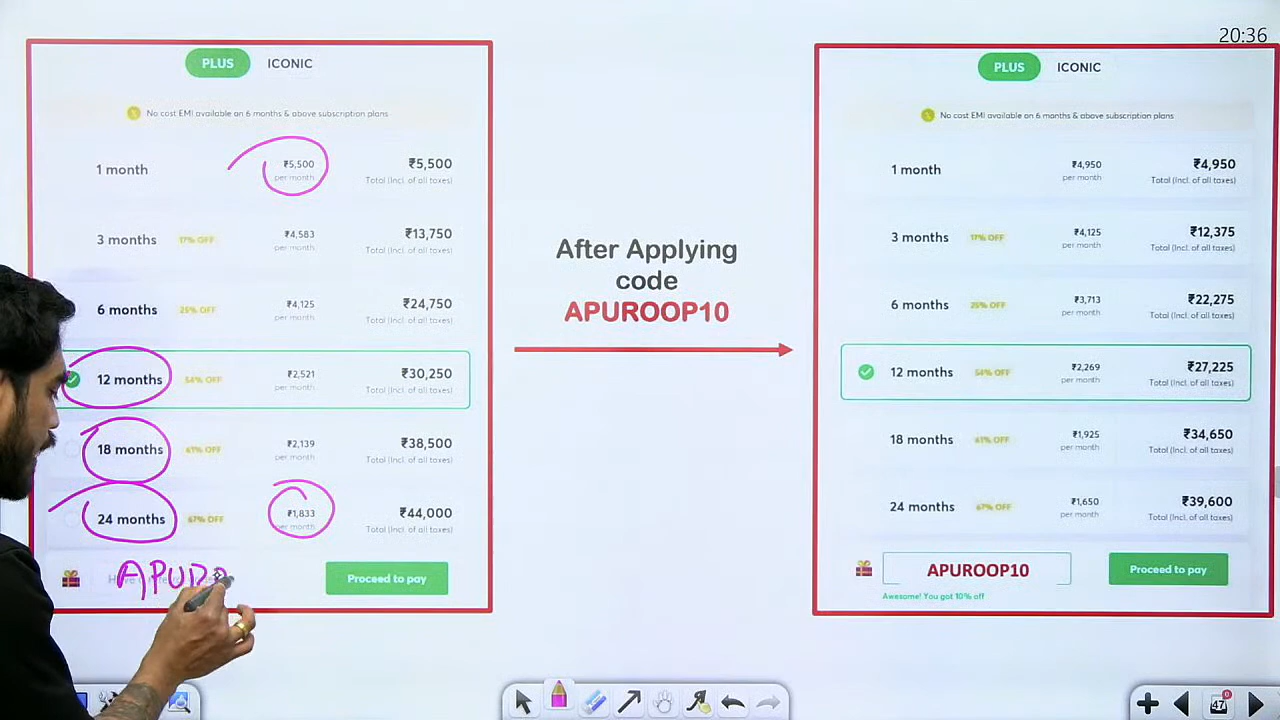 20:36
PLUS ICONIC
No cost EMI available on 6 months & above subscription plans
1 month ₹5,500 per month ₹5,500 Total (Incl. of all taxes)
3 months 17% OFF ₹4,583 per month ₹13,750 Total (Incl. of all taxes)
6 months 25% OFF ₹4,125 per month ₹24,750 Total (Incl. of all taxes)
12 months 54% OFF ₹2,521 per month ₹30,250 Total (Incl. of all taxes)
18 months 61% OFF ₹2,139 per month ₹38,500 Total (Incl. of all taxes)
24 months 67% OFF ₹1,833 per month ₹44,000 Total (Incl. of all taxes)
APURO
Proceed to pay
After Applying
code
APUROOP10
PLUS ICONIC
No cost EMI available on 6 months & above subscription plans
1 month ₹4,950 per month ₹4,950 Total (Incl. of all taxes)
3 months 17% OFF ₹4,125 per month ₹12,375 Total (Incl. of all taxes)
6 months 25% OFF ₹3,713 per month ₹22,275 Total (Incl. of all taxes)
12 months 54% OFF ₹2,269 per month ₹27,225 Total (Incl. of all taxes)
18 months 61% OFF ₹1,925 per month ₹34,650 Total (Incl. of all taxes)
24 months 67% OFF ₹1,650 per month ₹39,600 Total (Incl. of all taxes)
APUROOP10 Proceed to pay
Awesome! You got 10% off
0
47